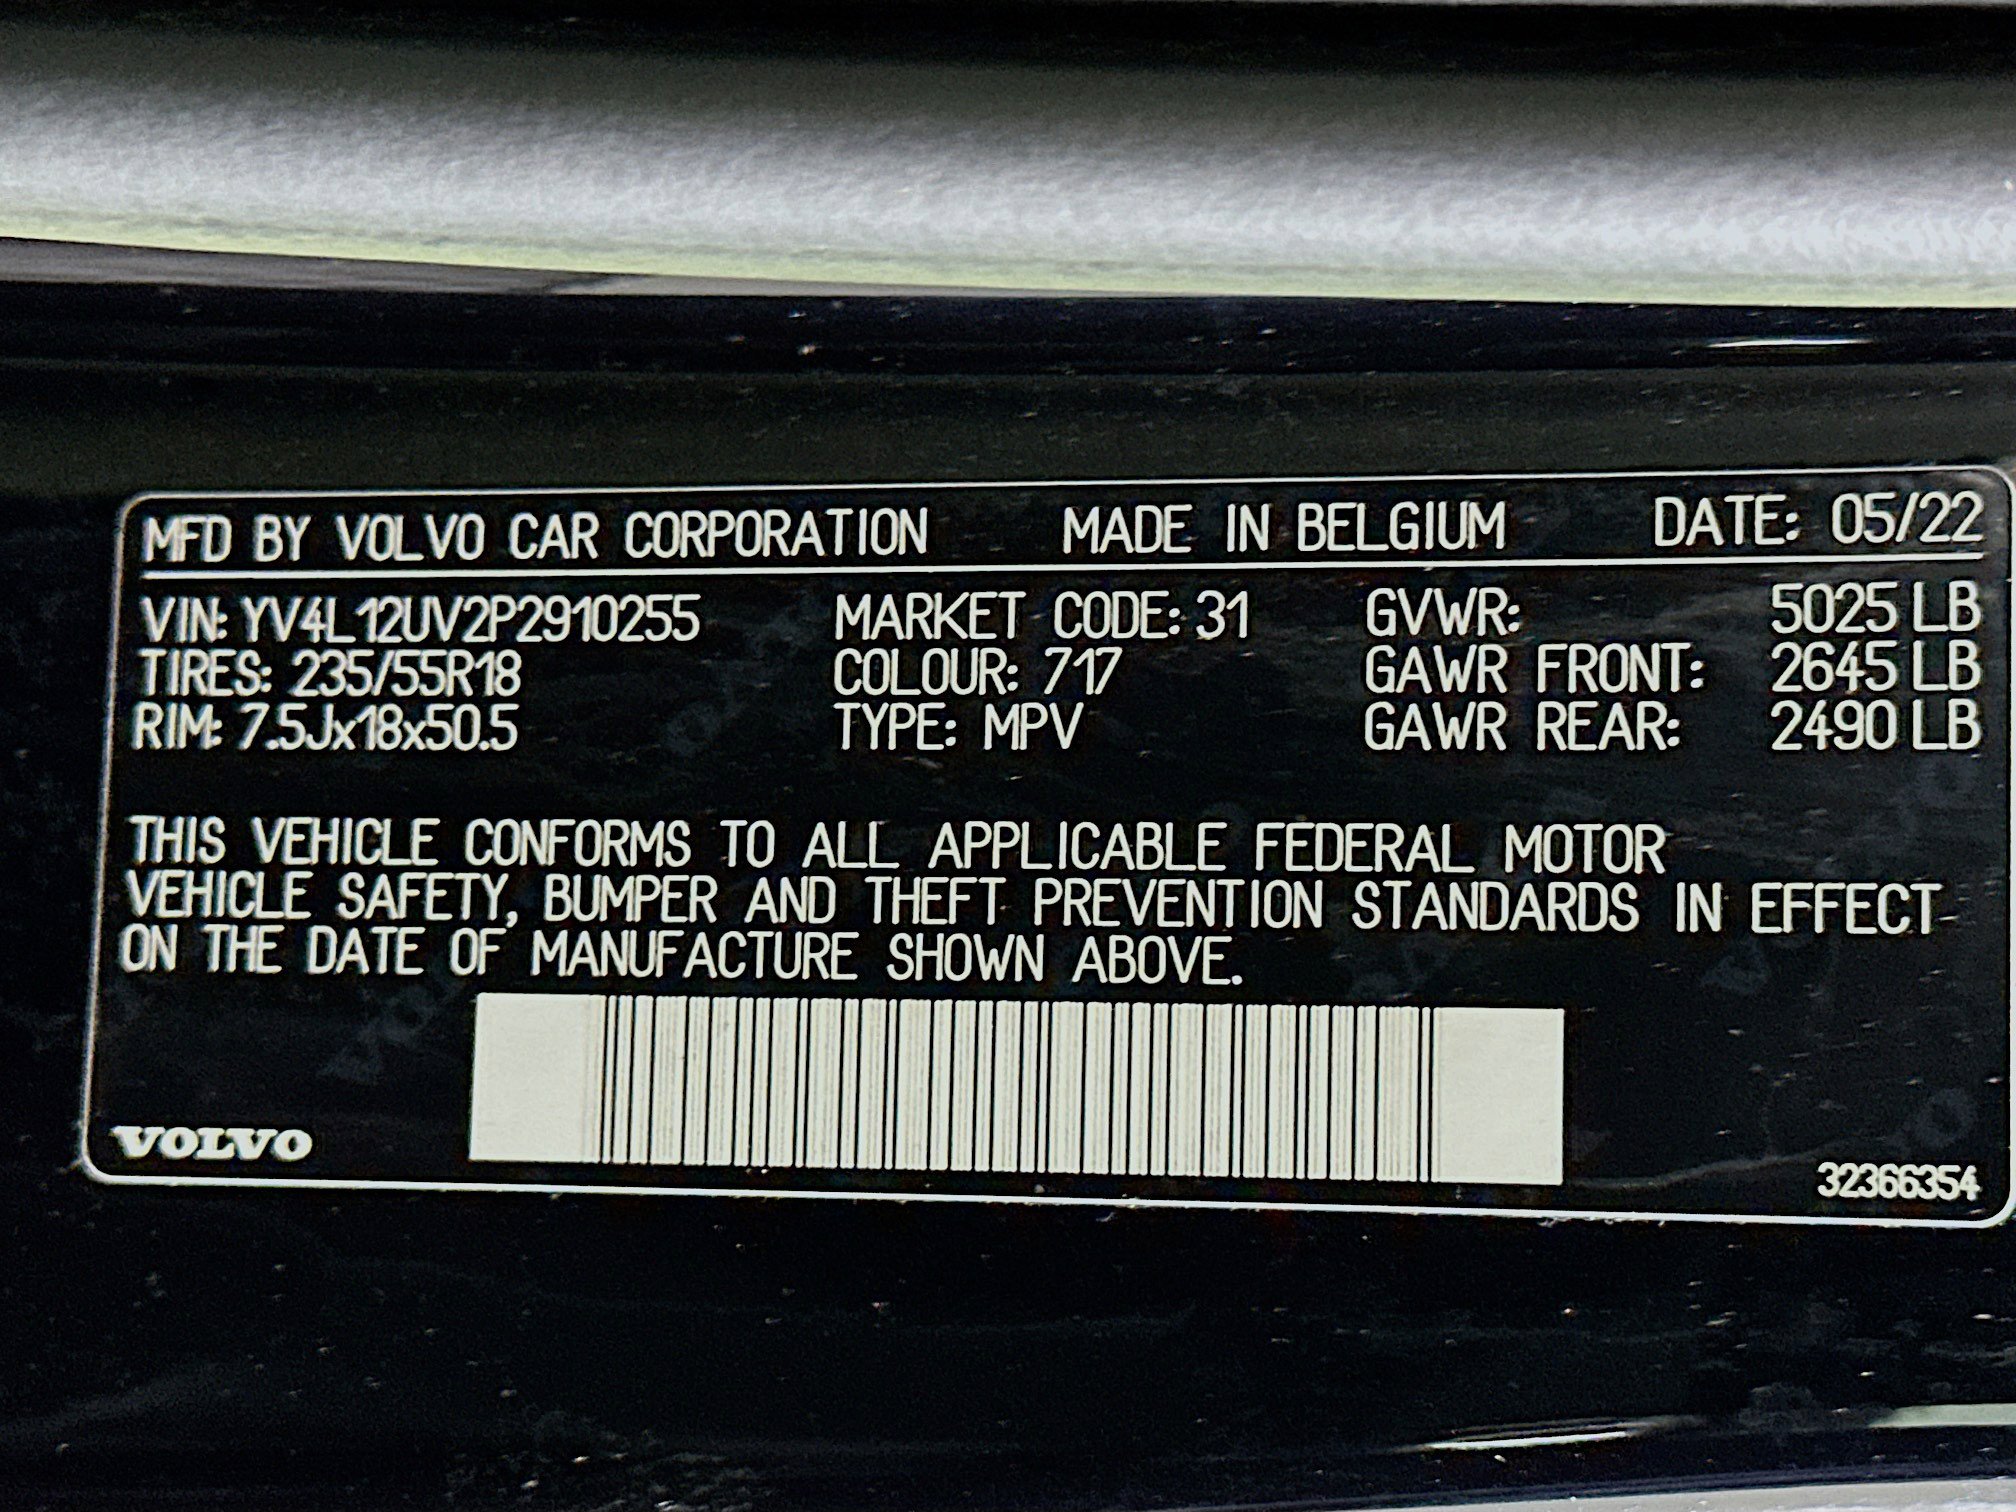 MFD BY VOLVO CAR CORPORATION MADE IN BELGIUM DATE: 05/22
VIN: YV4L12UV2P2910255 MARKET CODE: 31 GVWR: 5025 LB
TIRES: 235/55R18 COLOUR: 717 GAWR FRONT: 2645 LB
RIM: 7.5Jx18x50.5 TYPE: MPV GAWR REAR: 2490 LB
THIS VEHICLE CONFORMS TO ALL APPLICABLE FEDERAL MOTOR
VEHICLE SAFETY, BUMPER AND THEFT PREVENTION STANDARDS IN EFFECT
ON THE DATE OF MANUFACTURE SHOWN ABOVE.
VOLVO
32366354